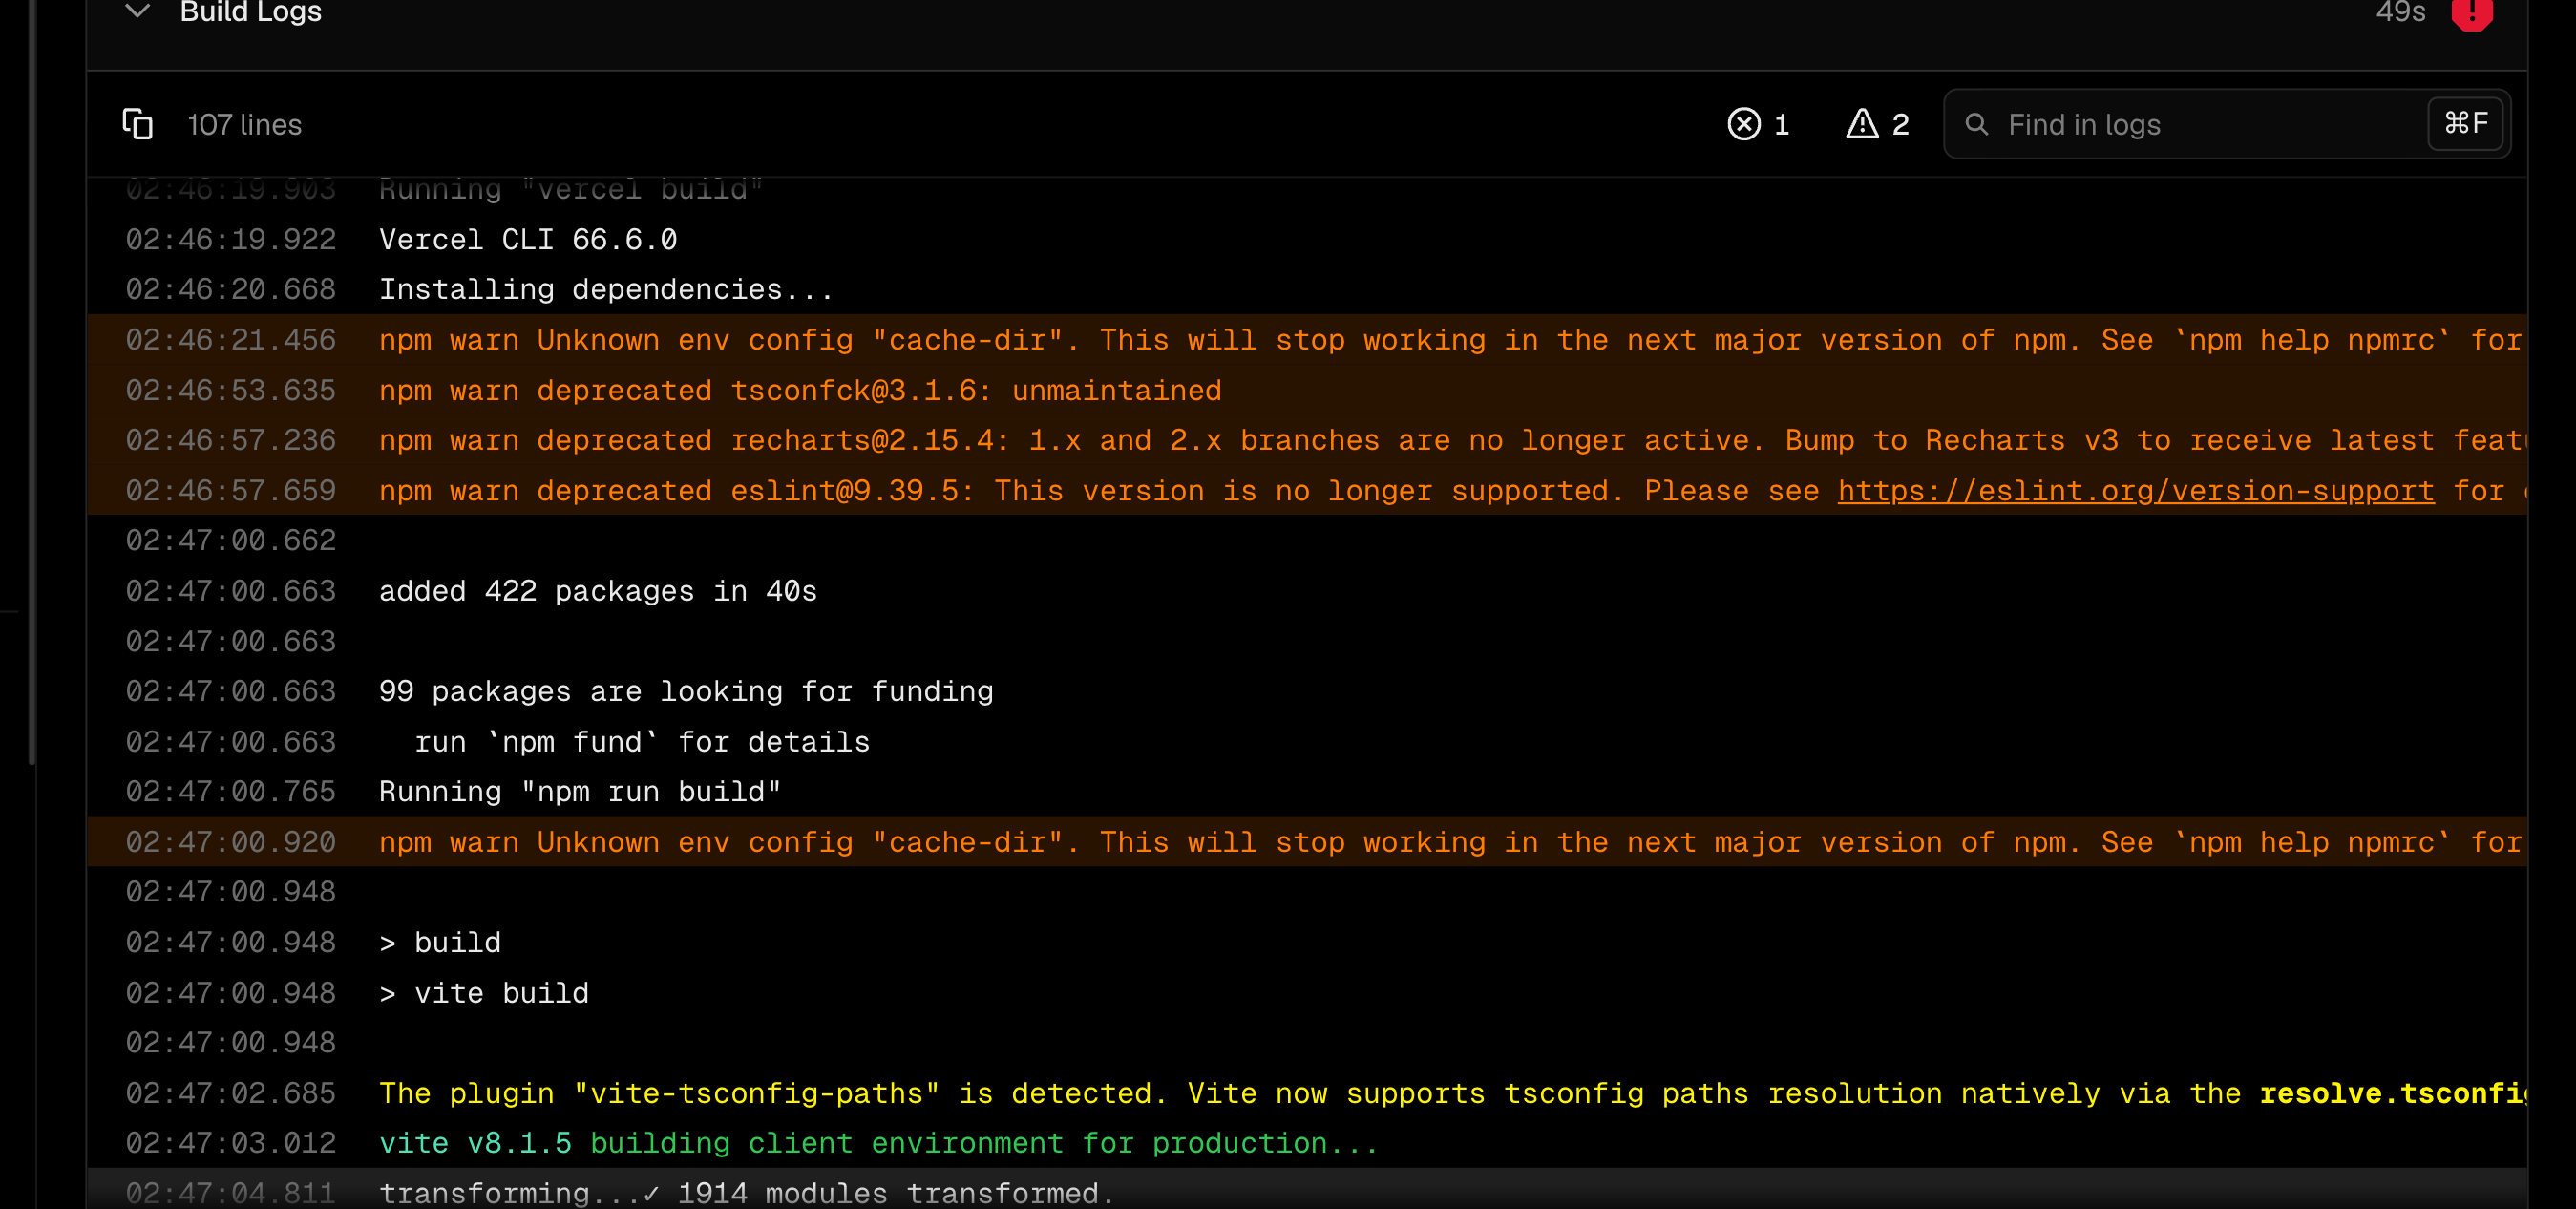 Build Logs
49s
107 lines
1
2
Find in logs
⌘F
02:46:19.903 Running "vercel build"
02:46:19.922 Vercel CLI 66.6.0
02:46:20.668 Installing dependencies...
02:46:21.456 npm warn Unknown env config "cache-dir". This will stop working in the next major version of npm. See `npm help npmrc` for
02:46:53.635 npm warn deprecated tsconfck@3.1.6: unmaintained
02:46:57.236 npm warn deprecated recharts@2.15.4: 1.x and 2.x branches are no longer active. Bump to Recharts v3 to receive latest
02:46:57.659 npm warn deprecated eslint@9.39.5: This version is no longer supported. Please see https://eslint.org/version-support for
02:47:00.662
02:47:00.663 added 422 packages in 40s
02:47:00.663
02:47:00.663 99 packages are looking for funding
02:47:00.663 run `npm fund` for details
02:47:00.765 Running "npm run build"
02:47:00.920 npm warn Unknown env config "cache-dir". This will stop working in the next major version of npm. See `npm help npmrc` for
02:47:00.948
02:47:00.948 > build
02:47:00.948 > vite build
02:47:00.948
02:47:02.685 The plugin "vite-tsconfig-paths" is detected. Vite now supports tsconfig paths resolution natively via the
02:47:03.012 vite v8.1.5 building client environment for production...
02:47:04.811 transforming...✓ 1914 modules transformed.